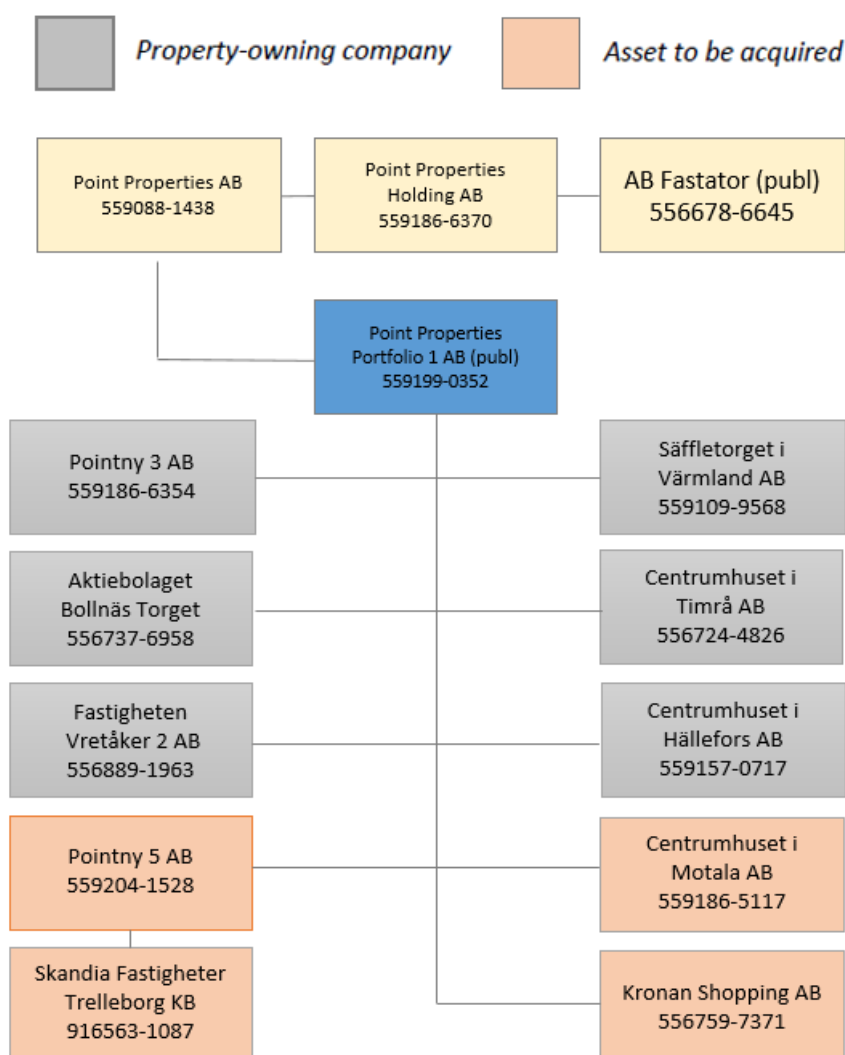 Property-owning company
Asset to be acquired
Point Properties AB
559088-1438
Point Properties
Holding AB
559186-6370
AB Fastator (publ)
556678-6645
Point Properties
Portfolio 1 AB (publ)
559199-0352
Pointny 3 AB
559186-6354
Säffletorget i
Värmland AB
559109-9568
Aktiebolaget
Bollnäs Torget
556737-6958
Centrumhuset i
Timrå AB
556724-4826
Fastigheten
Vretåker 2 AB
556889-1963
Centrumhuset i
Hällefors AB
559157-0717
Pointny 5 AB
559204-1528
Centrumhuset i
Motala AB
559186-5117
Skandia Fastigheter
Trelleborg KB
916563-1087
Kronan Shopping AB
556759-7371